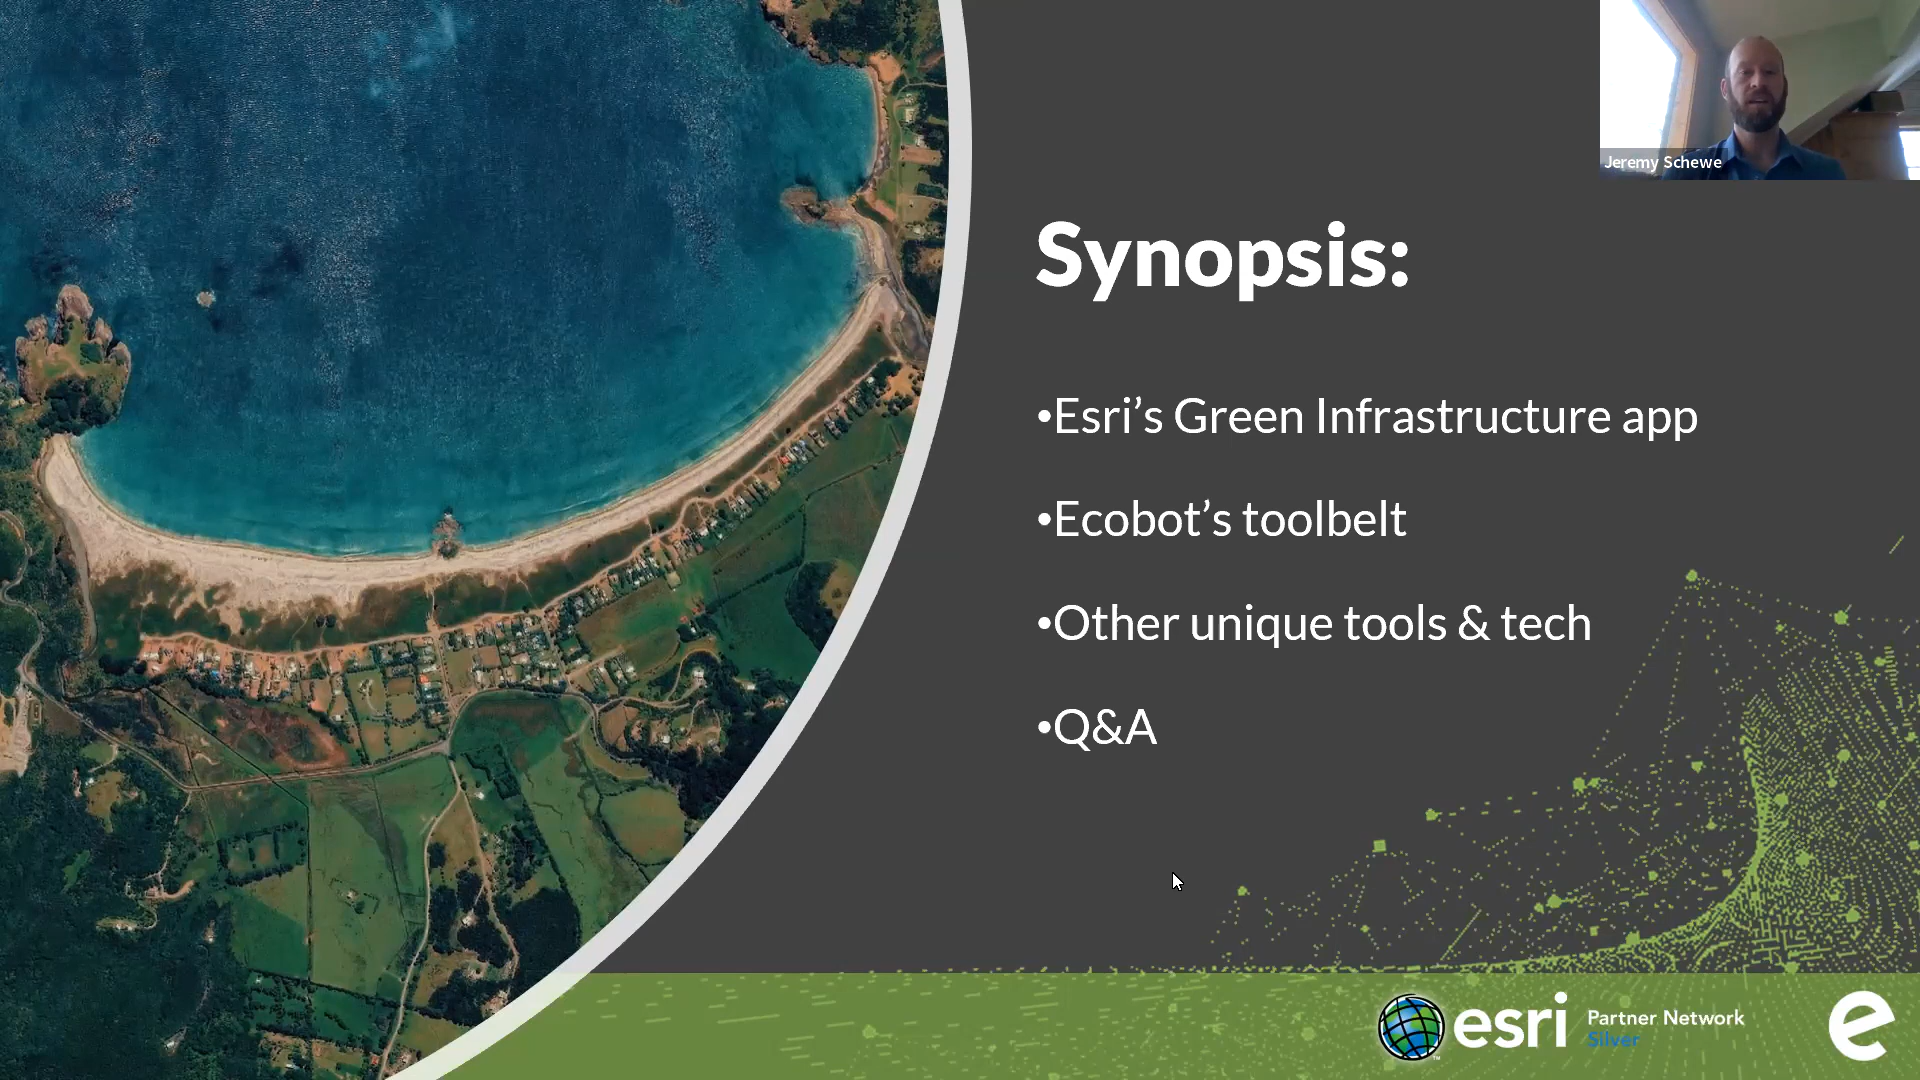 Jeremy Schewe
Synopsis:
•Esri’s Green Infrastructure app
•Ecobot’s toolbelt
•Other unique tools & tech
•Q&A
esri Partner Network
Silver
e